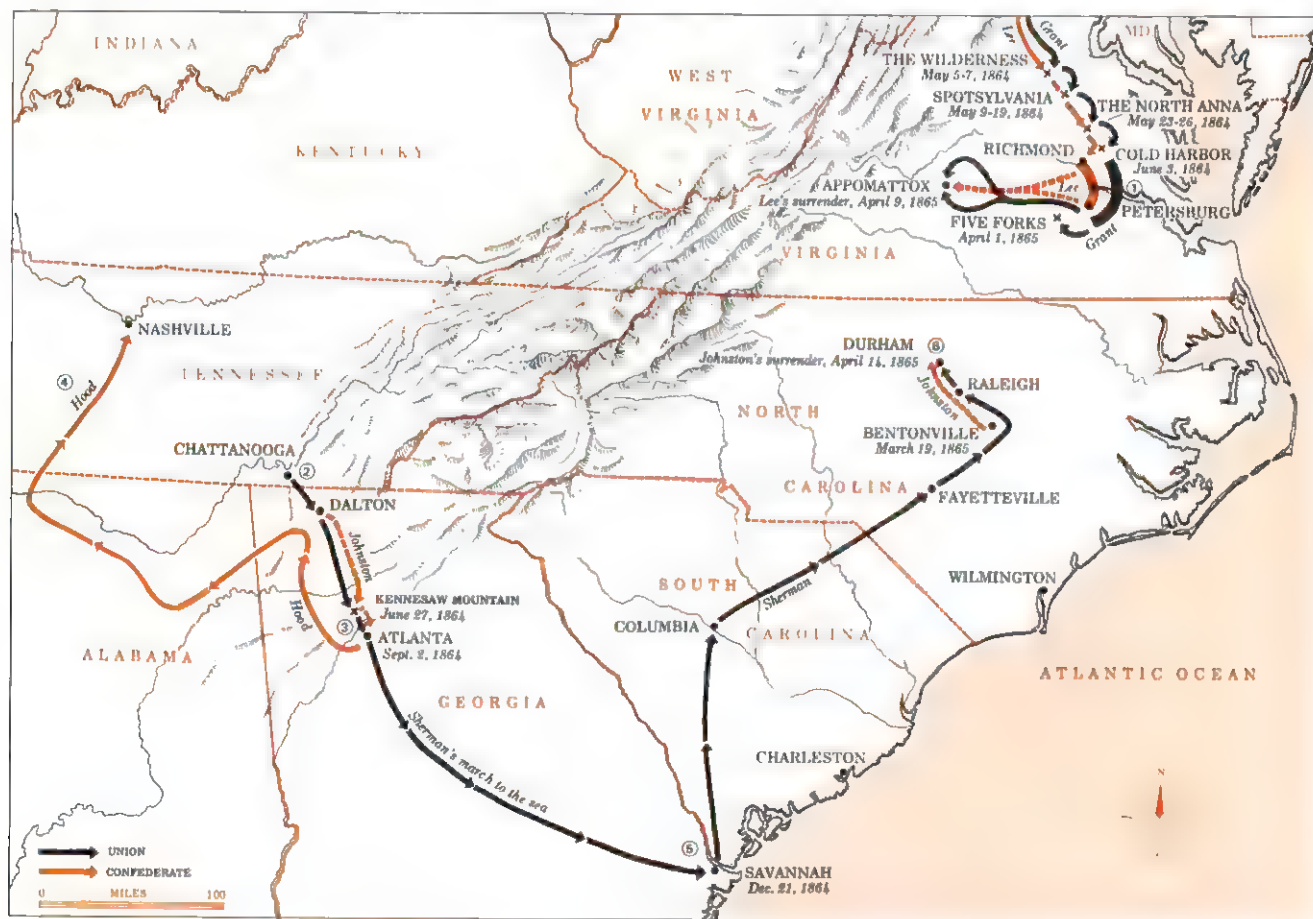 INDIANA
WEST
VIRGINIA
KENTUCKY
MD.
Lee
Grant
THE WILDERNESS
May 5-7, 1864
SPOTSYLVANIA
May 9-19, 1864
THE NORTH ANNA
May 23-26, 1864
RICHMOND
COLD HARBOR
June 3, 1864
APPOMATTOX
Lee's surrender, April 9, 1865
Lee
1
PETERSBURG
FIVE FORKS
April 1, 1865
Grant
VIRGINIA
NASHVILLE
4
Hood
TENNESSEE
DURHAM 6
Johnston's surrender, April 14, 1865
RALEIGH
Johnston
NORTH
BENTONVILLE
March 19, 1865
CAROLINA
FAYETTEVILLE
CHATTANOOGA
2
DALTON
Johnston
Hood
KENNESAW MOUNTAIN
June 27, 1864
3
ATLANTA
Sept. 2, 1864
ALABAMA
GEORGIA
Sherman's march to the sea
SOUTH
Sherman
COLUMBIA
CAROLINA
WILMINGTON
ATLANTIC OCEAN
CHARLESTON
N
5
SAVANNAH
Dec. 21, 1864
UNION
CONFEDERATE
0 MILES 100